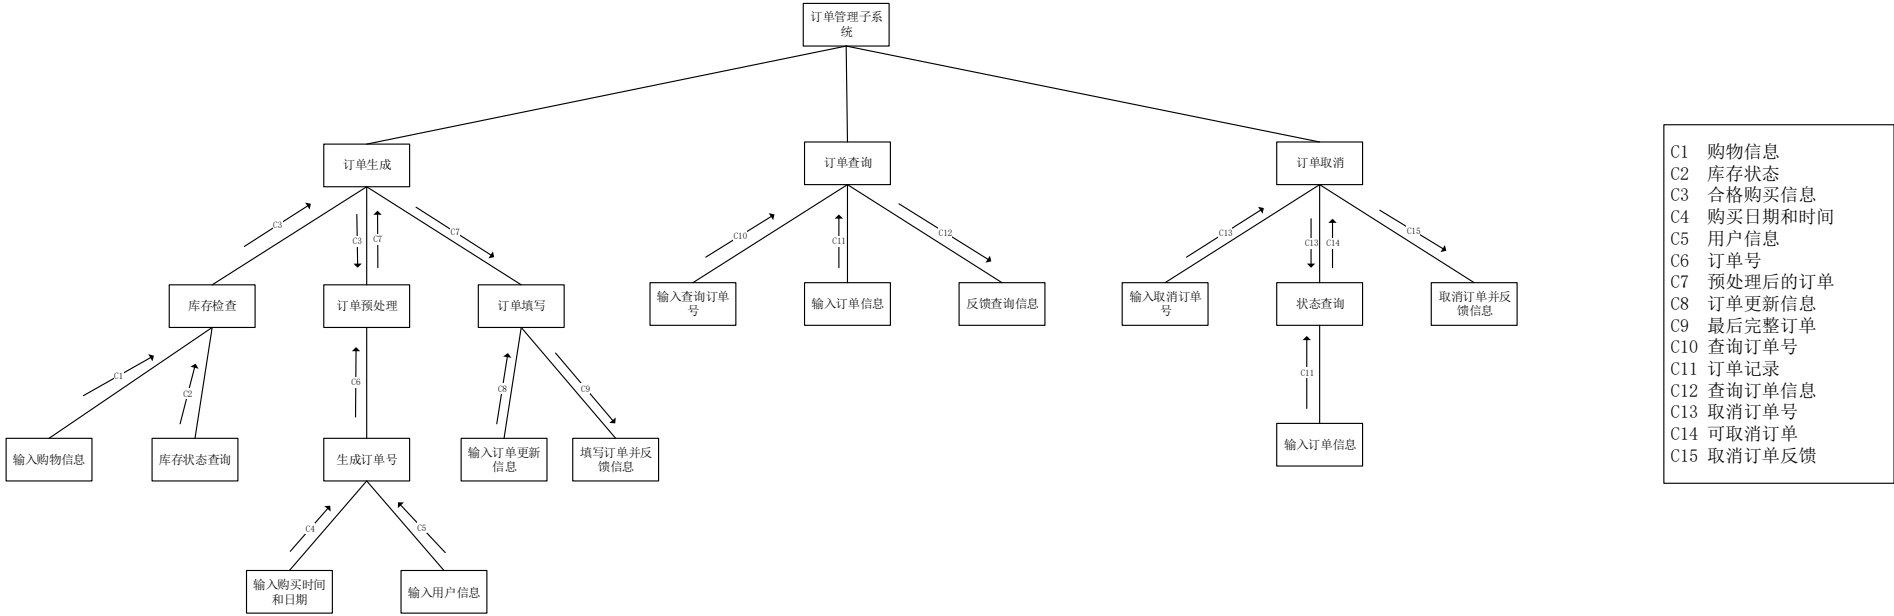 订单管理子系
统
订单生成
订单查询
订单取消
C3
C3
C7
C7
C10
C11
C12
C13
C13
C14
C15
库存检查
订单预处理
订单填写
输入查询订单
号
输入订单信息
反馈查询信息
输入取消订单
号
状态查询
取消订单并反
馈信息
C1
C2
C6
C8
C9
C11
输入购物信息
库存状态查询
生成订单号
输入订单更新
信息
填写订单并反
馈信息
输入订单信息
C4
C5
输入购买时间
和日期
输入用户信息
C1 购物信息
C2 库存状态
C3 合格购买信息
C4 购买日期和时间
C5 用户信息
C6 订单号
C7 预处理后的订单
C8 订单更新信息
C9 最后完整订单
C10 查询订单号
C11 订单记录
C12 查询订单信息
C13 取消订单号
C14 可取消订单
C15 取消订单反馈